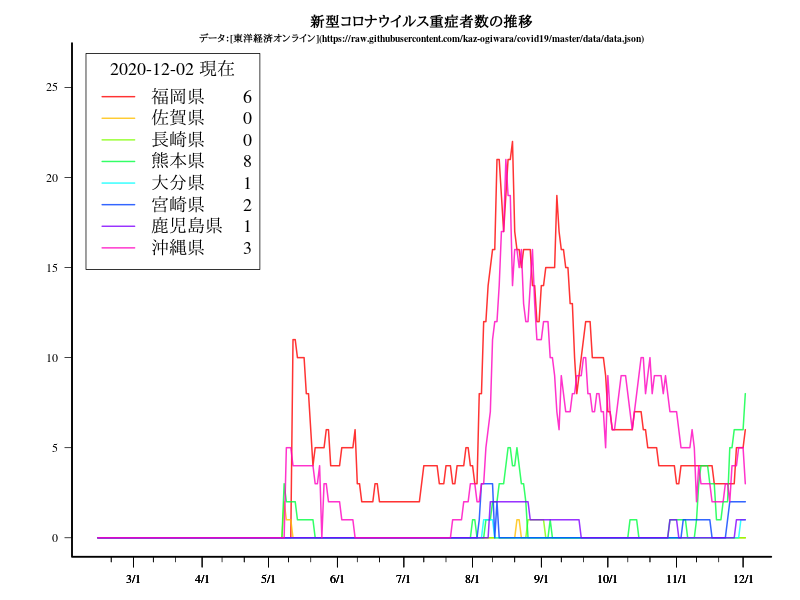 新型コロナウイルス重症者数の推移
データ：[東洋経済オンライン](https://raw.githubusercontent.com/kaz-ogiwara/covid19/master/data/data.json)
2020-12-02 現在
福岡県 6
佐賀県 0
長崎県 0
熊本県 8
大分県 1
宮崎県 2
鹿児島県 1
沖縄県 3
25
20
15
10
5
0
3/1 4/1 5/1 6/1 7/1 8/1 9/1 10/1 11/1 12/1